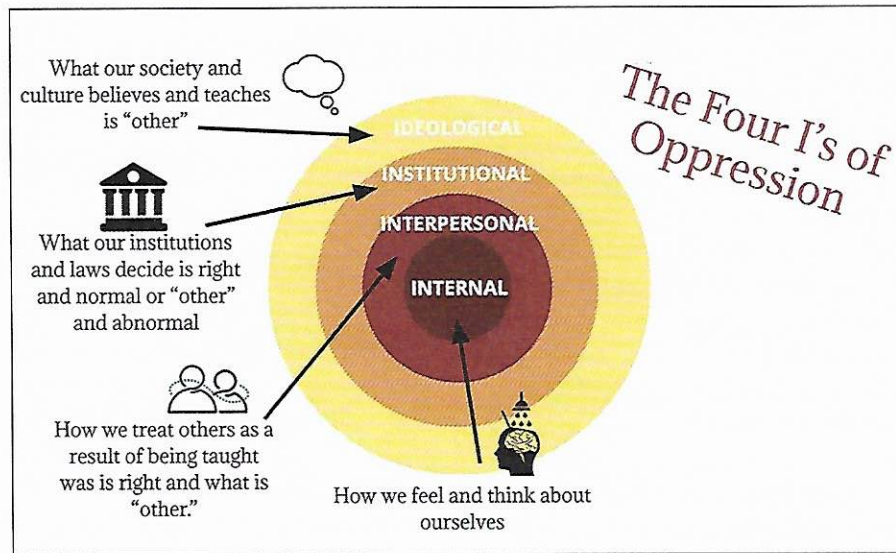 The Four I's of
Oppression
What our society and
culture believes and teaches
is “other”
IDEOLOGICAL
INSTITUTIONAL
INTERPERSONAL
INTERNAL
What our institutions
and laws decide is right
and normal or “other”
and abnormal
How we treat others as a
result of being taught
was is right and what is
“other.”
How we feel and think about
ourselves